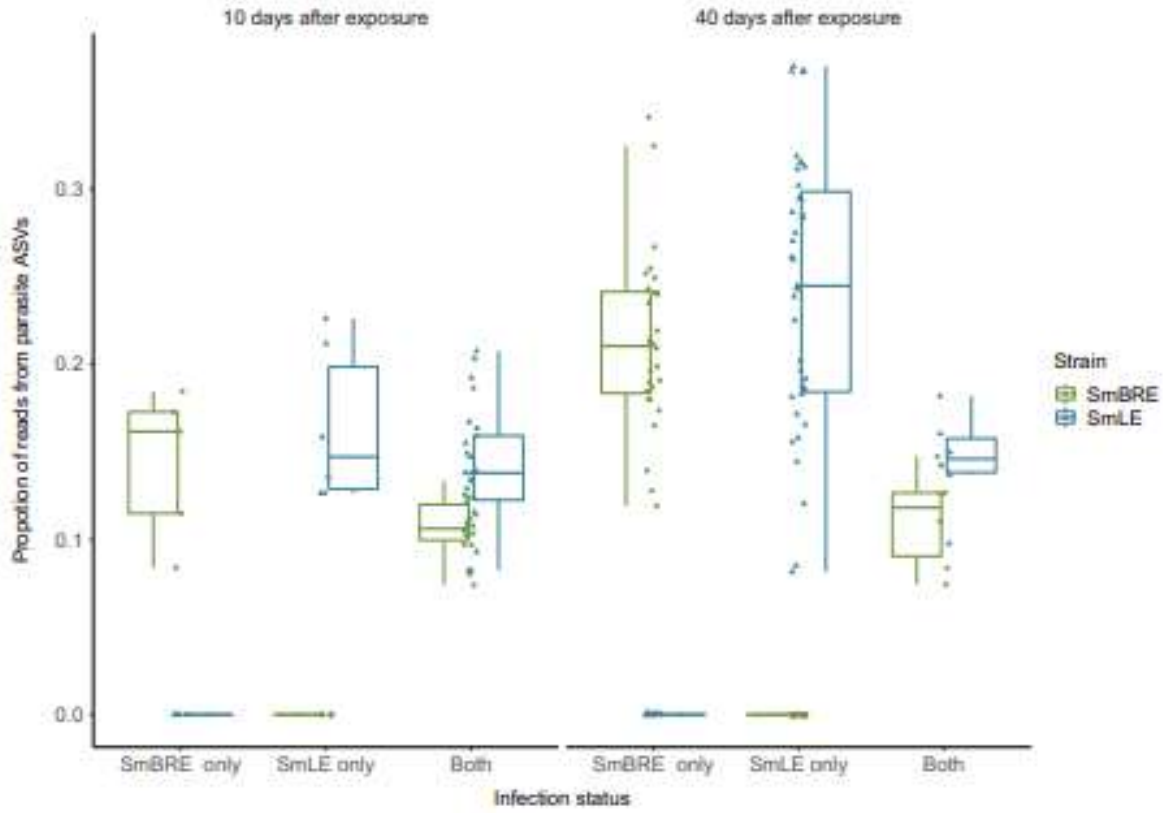 10 days after exposure
40 days after exposure
Propotion of reads from parasite ASVs
0.3
0.2
0.1
0.0
SmBRE only
SmLE only
Both
SmBRE only
SmLE only
Both
Infection status
Strain
SmBRE
SmLE